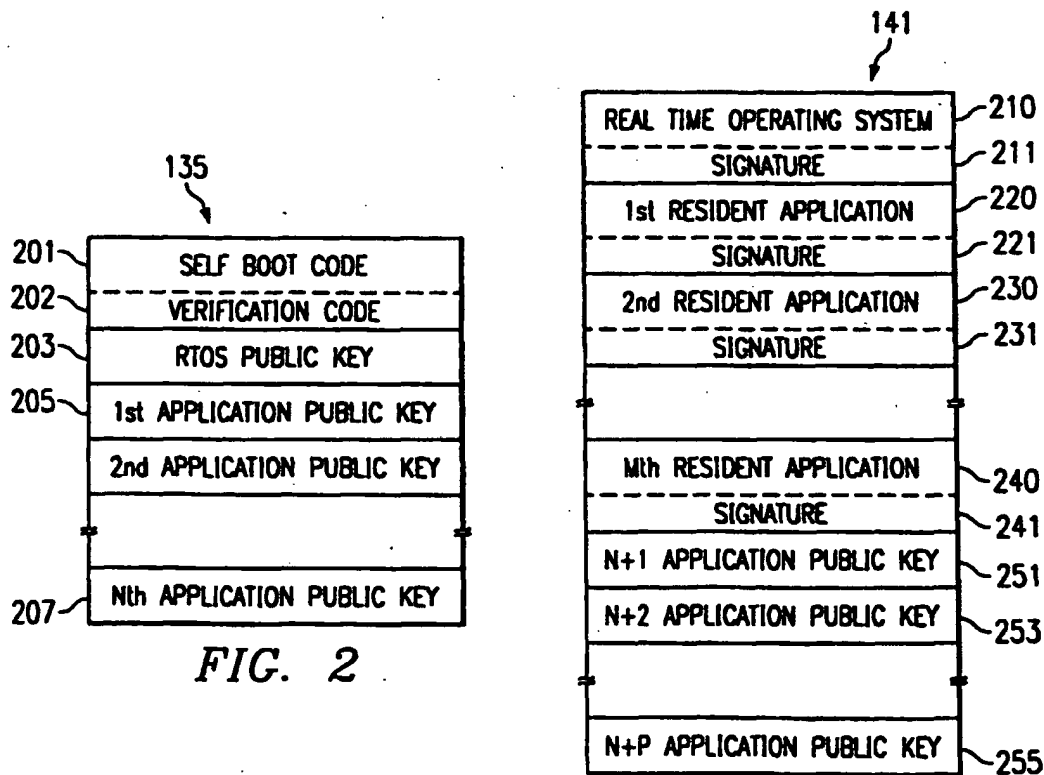 135
201
SELF BOOT CODE
202
VERIFICATION CODE
203
RTOS PUBLIC KEY
205
1st APPLICATION PUBLIC KEY
2nd APPLICATION PUBLIC KEY
207
Nth APPLICATION PUBLIC KEY
FIG. 2
141
REAL TIME OPERATING SYSTEM
210
SIGNATURE
211
1st RESIDENT APPLICATION
220
SIGNATURE
221
2nd RESIDENT APPLICATION
230
SIGNATURE
231
Mth RESIDENT APPLICATION
240
SIGNATURE
241
N+1 APPLICATION PUBLIC KEY
251
N+2 APPLICATION PUBLIC KEY
253
N+P APPLICATION PUBLIC KEY
255